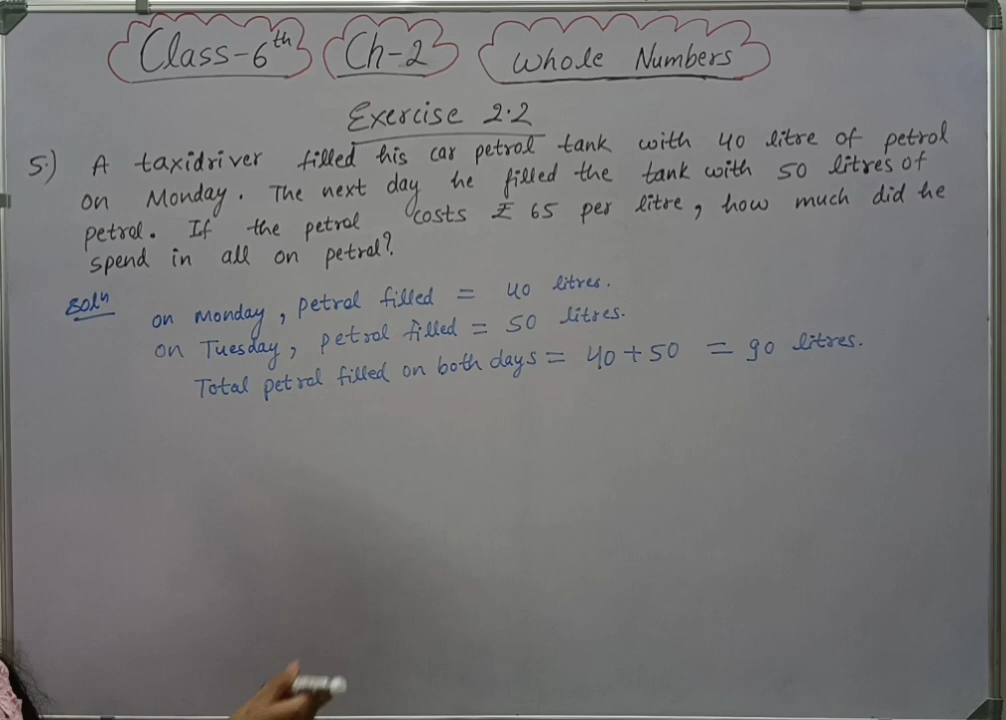 Class-6th Ch-2 Whole Numbers
Exercise 2.2
5.) A taxidriver filled his car petrol tank with 40 litre of petrol
on Monday. The next day he filled the tank with 50 litres of
petrol. If the petrol costs ₹ 65 per litre, how much did he
spend in all on petrol?
Soln on Monday, petrol filled = 40 litres.
on Tuesday, petrol filled = 50 litres.
Total petrol filled on both days = 40+50 = 90 litres.